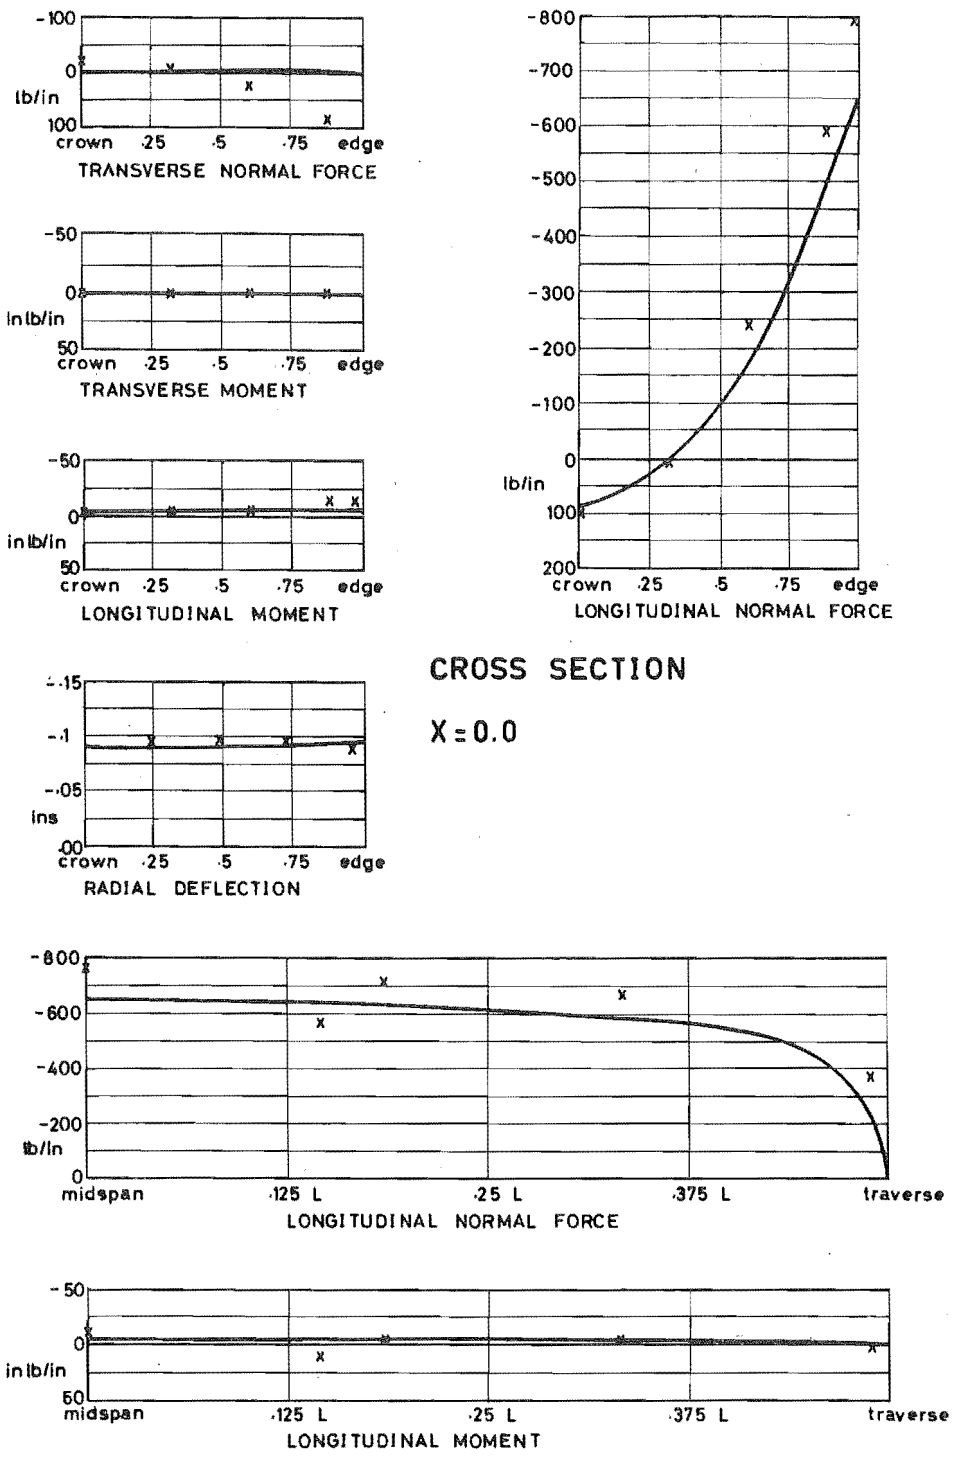 -100
0
lb/in
100
crown .25 .5 .75 edge
TRANSVERSE NORMAL FORCE
-50
0
in lb/in
50
crown .25 .5 .75 edge
TRANSVERSE MOMENT
-50
0
in lb/in
50
crown .25 .5 .75 edge
LONGITUDINAL MOMENT
-800
-700
-600
-500
-400
-300
-200
-100
0
lb/in
100
200
crown .25 .5 .75 edge
LONGITUDINAL NORMAL FORCE
CROSS SECTION
X = 0.0
-.15
-.1
-.05
ins
.00
crown .25 .5 .75 edge
RADIAL DEFLECTION
-800
-600
-400
-200
lb/in
0
midspan .125 L .25 L .375 L traverse
LONGITUDINAL NORMAL FORCE
-50
0
in lb/in
50
midspan .125 L .25 L .375 L traverse
LONGITUDINAL MOMENT